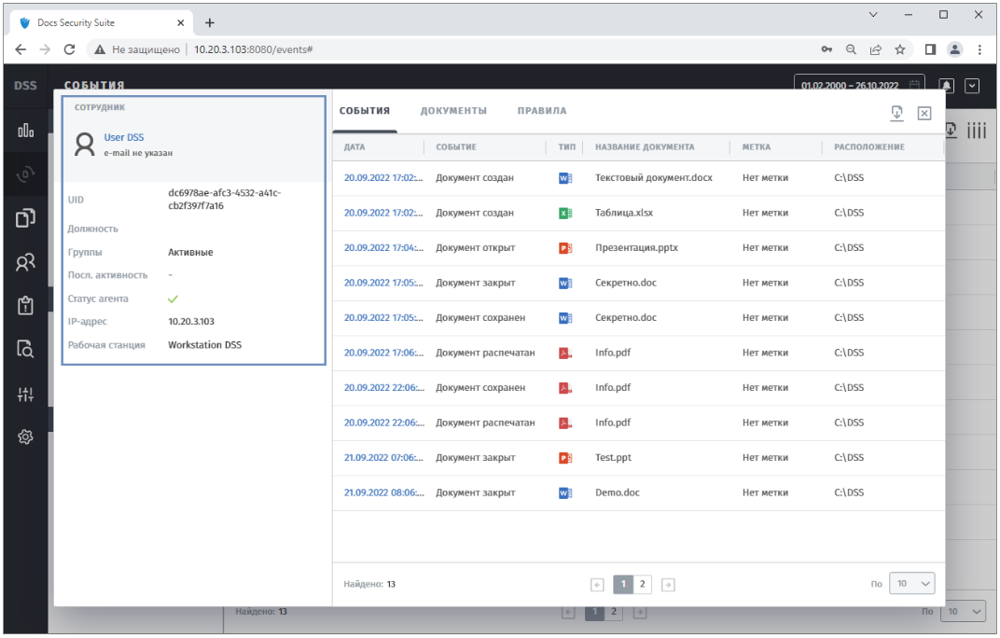 Docs Security Suite
Не защищено 10.20.3.103:8080/events#
DSS СОБЫТИЯ 01.02.2000 – 26.10.2022
СОТРУДНИК
User DSS
e-mail не указан
UID dc6978ae-afc3-4532-a41c-
cb2f397f7a16
Должность
Группы Активные
Посл. активность -
Статус агента
IP-адрес 10.20.3.103
Рабочая станция Workstation DSS
СОБЫТИЯ ДОКУМЕНТЫ ПРАВИЛА
ДАТА СОБЫТИЕ ТИП НАЗВАНИЕ ДОКУМЕНТА МЕТКА РАСПОЛОЖЕНИЕ
20.09.2022 17:02:... Документ создан Текстовый документ.docx Нет метки C:\DSS
20.09.2022 17:02:... Документ создан Таблица.xlsx Нет метки C:\DSS
20.09.2022 17:04:... Документ открыт Презентация.pptx Нет метки C:\DSS
20.09.2022 17:05:... Документ закрыт Секретно.doc Нет метки C:\DSS
20.09.2022 17:05:... Документ сохранен Секретно.doc Нет метки C:\DSS
20.09.2022 17:06:... Документ распечатан Info.pdf Нет метки C:\DSS
20.09.2022 22:06:... Документ сохранен Info.pdf Нет метки C:\DSS
20.09.2022 22:06:... Документ распечатан Info.pdf Нет метки C:\DSS
21.09.2022 07:06:... Документ закрыт Test.ppt Нет метки C:\DSS
21.09.2022 08:06:... Документ закрыт Demo.doc Нет метки C:\DSS
Найдено: 13 1 2 По 10
Найдено: 13 1 2 По 10